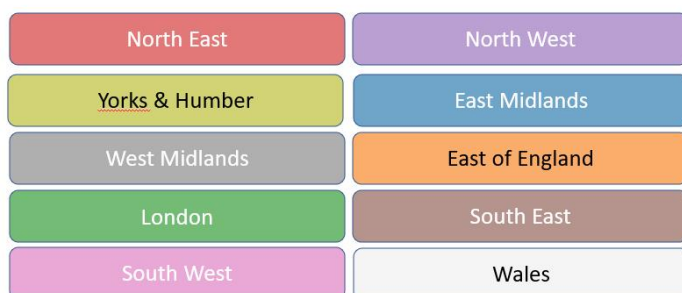 North East
North West
Yorks & Humber
East Midlands
West Midlands
East of England
London
South East
South West
Wales